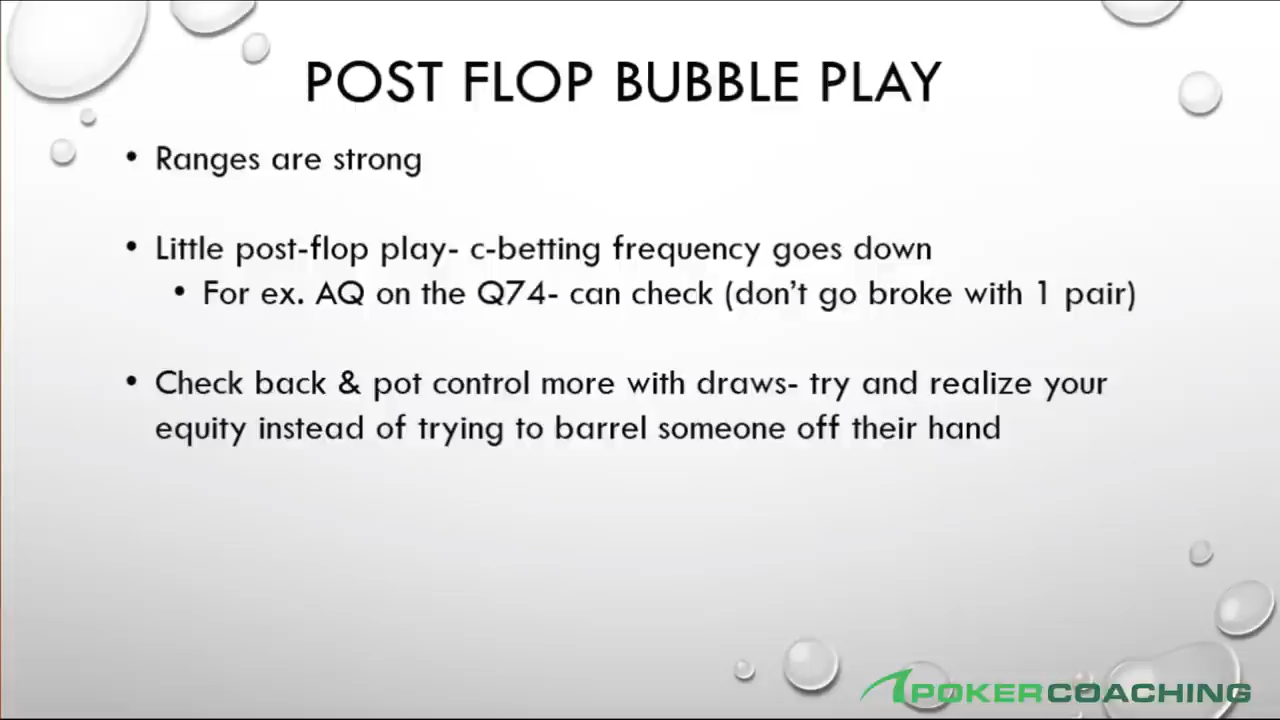 POST FLOP BUBBLE PLAY
• Ranges are strong
• Little post-flop play- c-betting frequency goes down
• For ex. AQ on the Q74- can check (don't go broke with 1 pair)
• Check back & pot control more with draws- try and realize your
equity instead of trying to barrel someone off their hand
POKERCOACHING